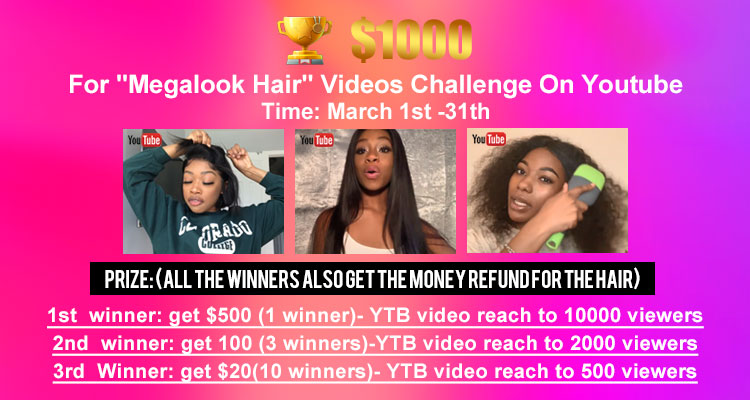 $1000
For "Megalook Hair" Videos Challenge On Youtube
Time: March 1st -31th
YouTube
YouTube
YouTube
COLORADO
COLLEGE
PRIZE: (ALL THE WINNERS ALSO GET THE MONEY REFUND FOR THE HAIR)
1st winner: get $500 (1 winner)- YTB video reach to 10000 viewers
2nd winner: get 100 (3 winners)-YTB video reach to 2000 viewers
3rd Winner: get $20(10 winners)- YTB video reach to 500 viewers